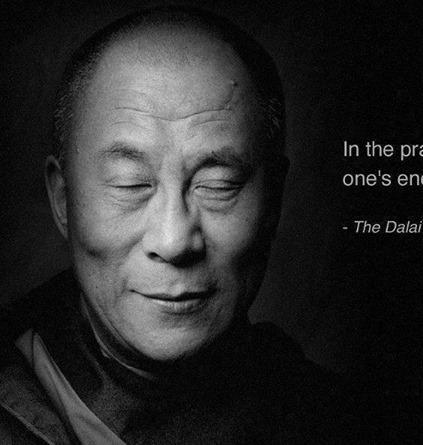 In the pra
one's ene
- The Dalai